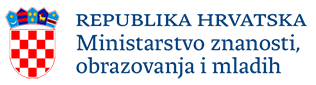 REPUBLIKA HRVATSKA
Ministarstvo znanosti,
obrazovanja i mladih